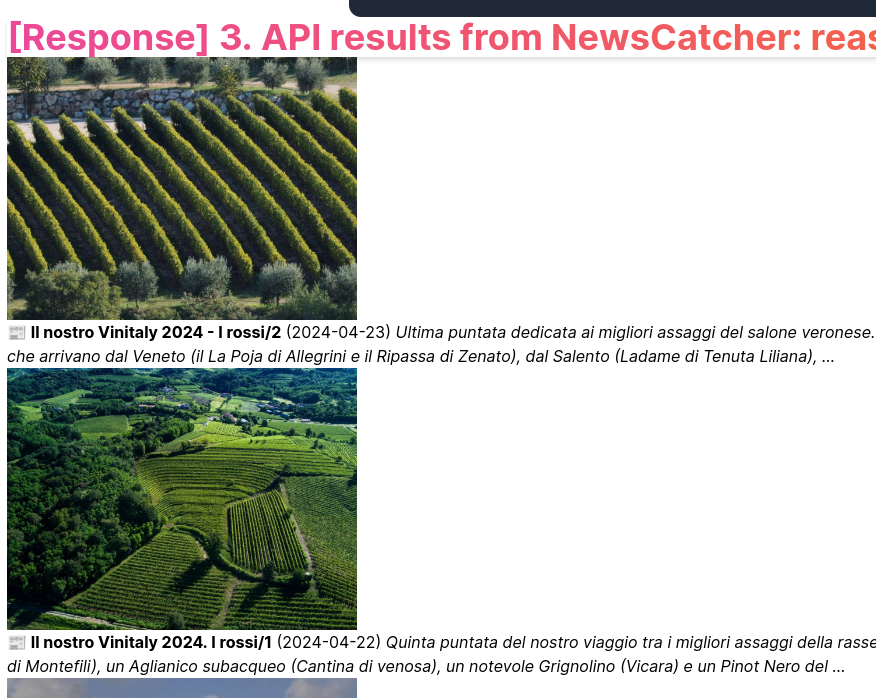 [Response] 3. API results from NewsCatcher:
Il nostro Vinitaly 2024 - I rossi/2 (2024-04-23) Ultima puntata dedicata ai migliori assaggi del salone veronese.
che arrivano dal Veneto (il La Poja di Allegrini e il Ripassa di Zenato), dal Salento (Ladame di Tenuta Liliana), ...
Il nostro Vinitaly 2024. I rossi/1 (2024-04-22) Quinta puntata del nostro viaggio tra i migliori assaggi della
di Montefili), un Aglianico subacqueo (Cantina di venosa), un notevole Grignolino (Vicara) e un Pinot Nero del ...